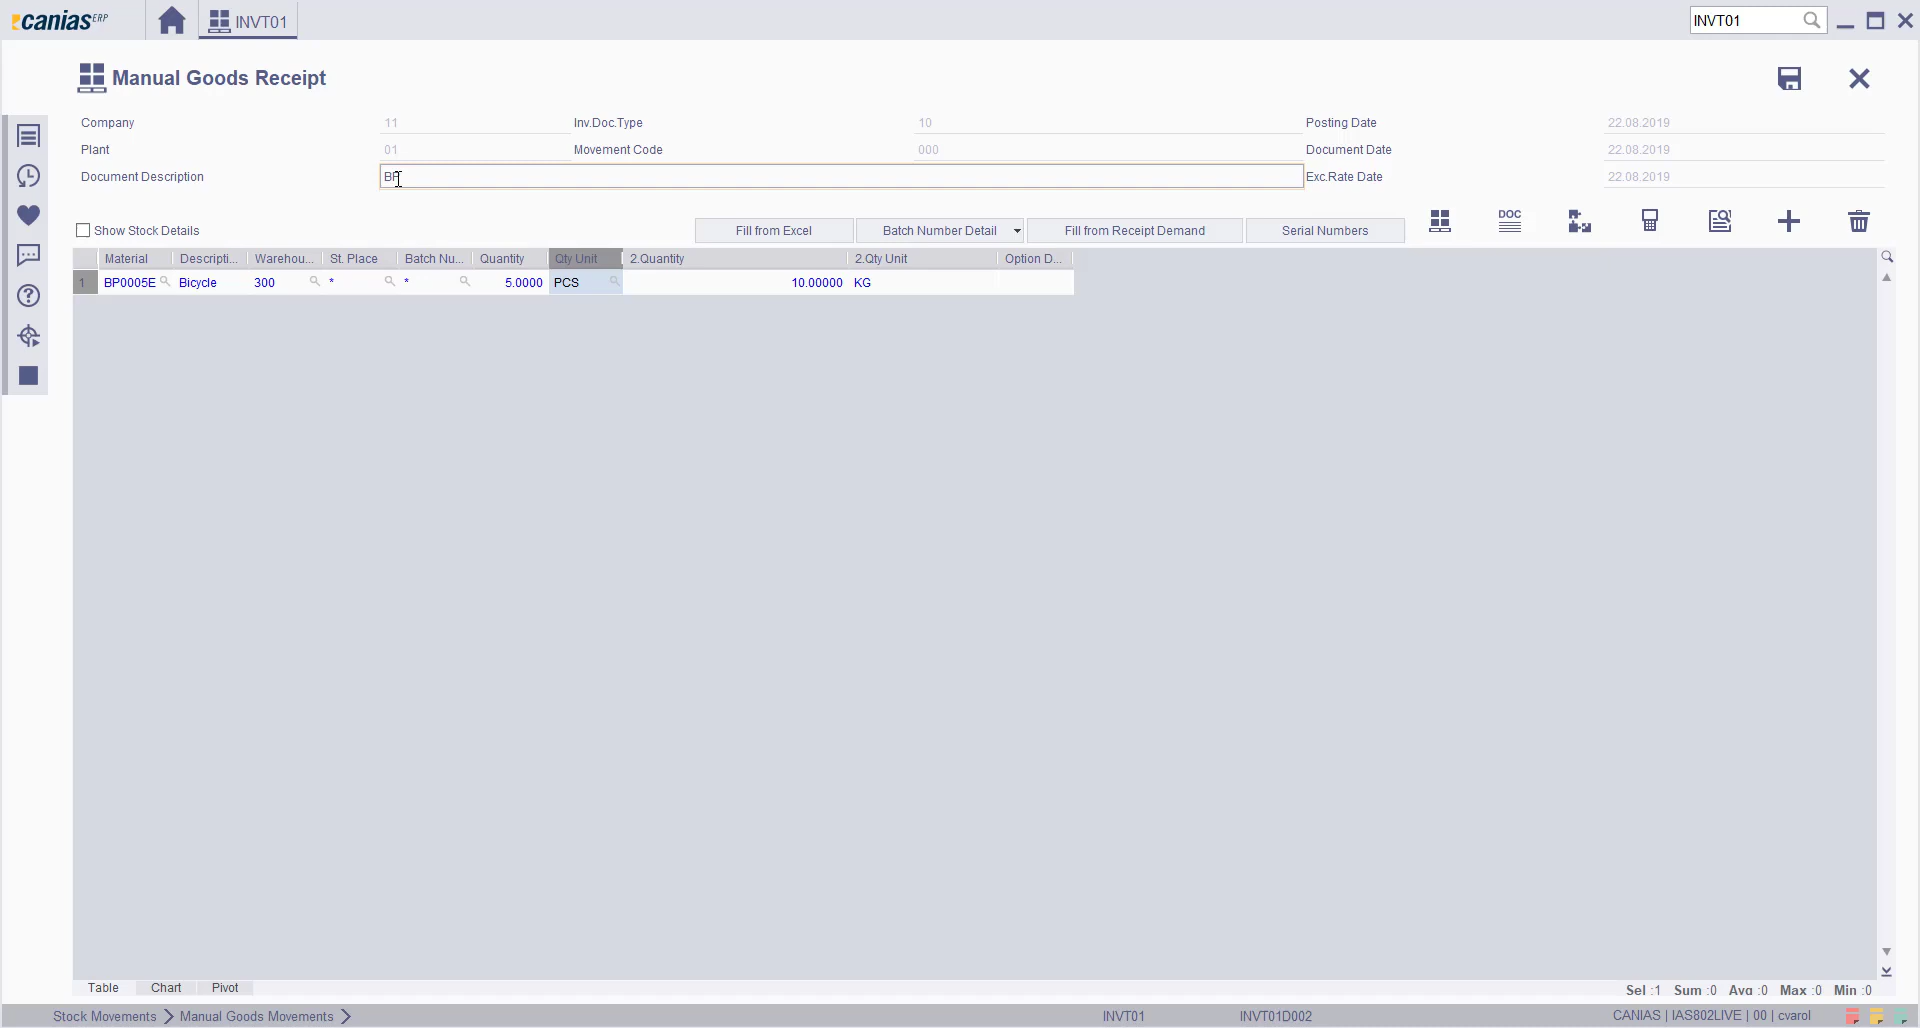 canias ERP INVT01 INVT01
Manual Goods Receipt
Company 11 Inv.Doc.Type 10 Posting Date 22.08.2019
Plant 01 Movement Code 000 Document Date 22.08.2019
Document Description BP Exc.Rate Date 22.08.2019
Show Stock Details Fill from Excel Batch Number Detail Fill from Receipt Demand Serial Numbers DOC
Material Descripti... Warehou... St. Place Batch Nu... Quantity Qty Unit 2.Quantity 2.Qty Unit Option D...
1 BP0005E Bicycle 300 * * 5.0000 PCS 10.00000 KG
Table Chart Pivot Sel :1 Sum :0 Avg :0 Max :0 Min :0
Stock Movements Manual Goods Movements INVT01 INVT01D002 CANIAS | IAS802LIVE | 00 | cvarol